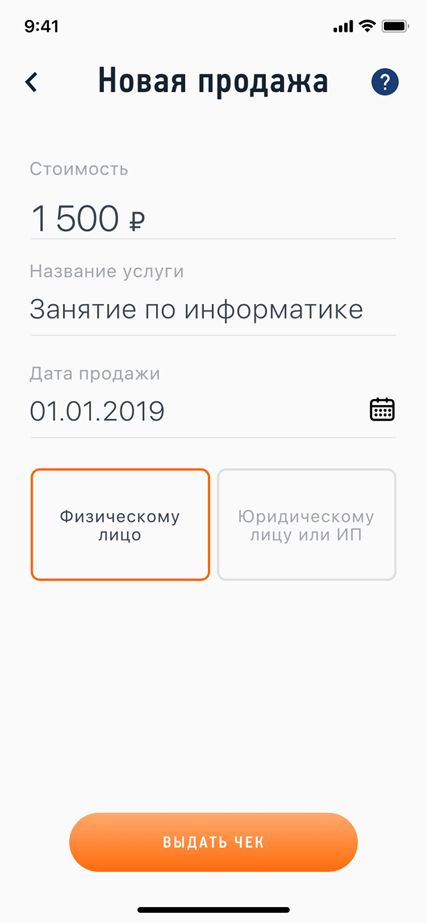 9:41
Новая продажа
?
Стоимость
1 500 ₽
Название услуги
Занятие по информатике
Дата продажи
01.01.2019
Физическому
лицо
Юридическому
лицу или ИП
ВЫДАТЬ ЧЕК